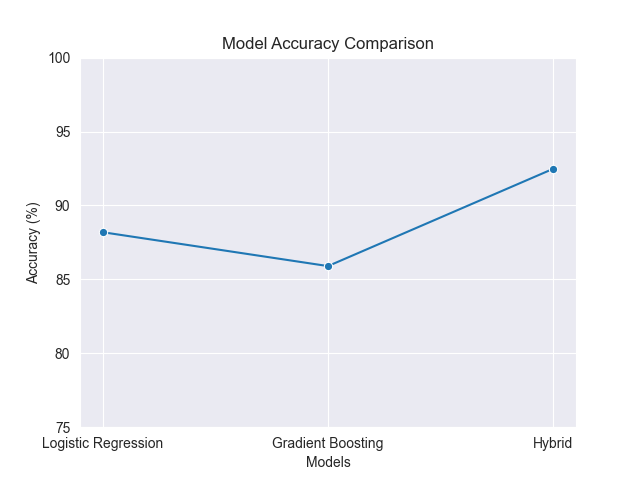 Model Accuracy Comparison
100
95
90
85
80
75
Accuracy (%)
Logistic Regression Gradient Boosting Hybrid
Models